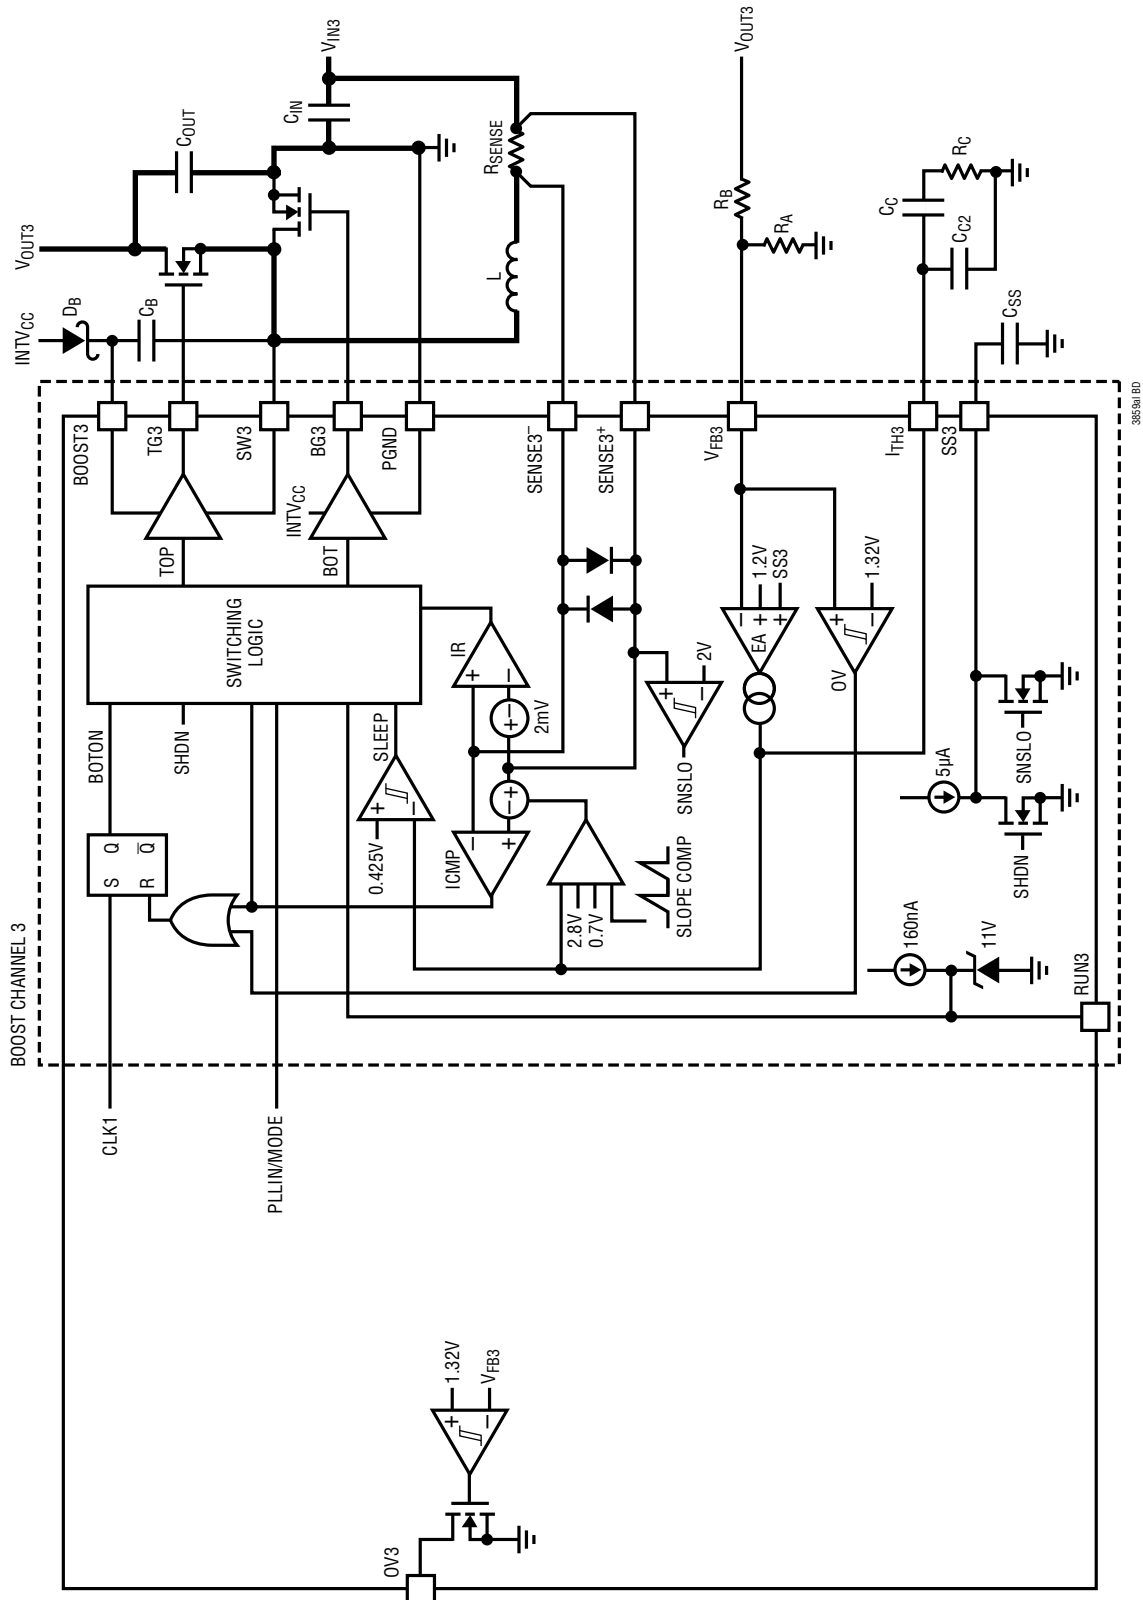 BOOST CHANNEL 3
INTVCC
VOUT3
DB
CB
COUT
VIN3
CIN
RSENSE
L
VOUT3
RB
RA
CC
RC
CC2
CSS
BOOST3
TG3
SW3
BG3
PGND
SENSE3–
SENSE3+
VFB3
ITH3
SS3
INTVCC
TOP
BOT
SWITCHING
LOGIC
BOTON
SHDN
SLEEP
S Q
R Q̅
CLK1
PLLIN/MODE
0.425V
+
–
IR
+
–
–
+
2mV
ICMP
–
+
+
–
2.8V
0.7V
SLOPE COMP
+
–
2V
SNSLO
–
+
+
EA
1.2V
SS3
+
–
OV
1.32V
5µA
SNSLO
SHDN
160nA
11V
RUN3
1.32V
VFB3
+
–
OV3
3859al BD